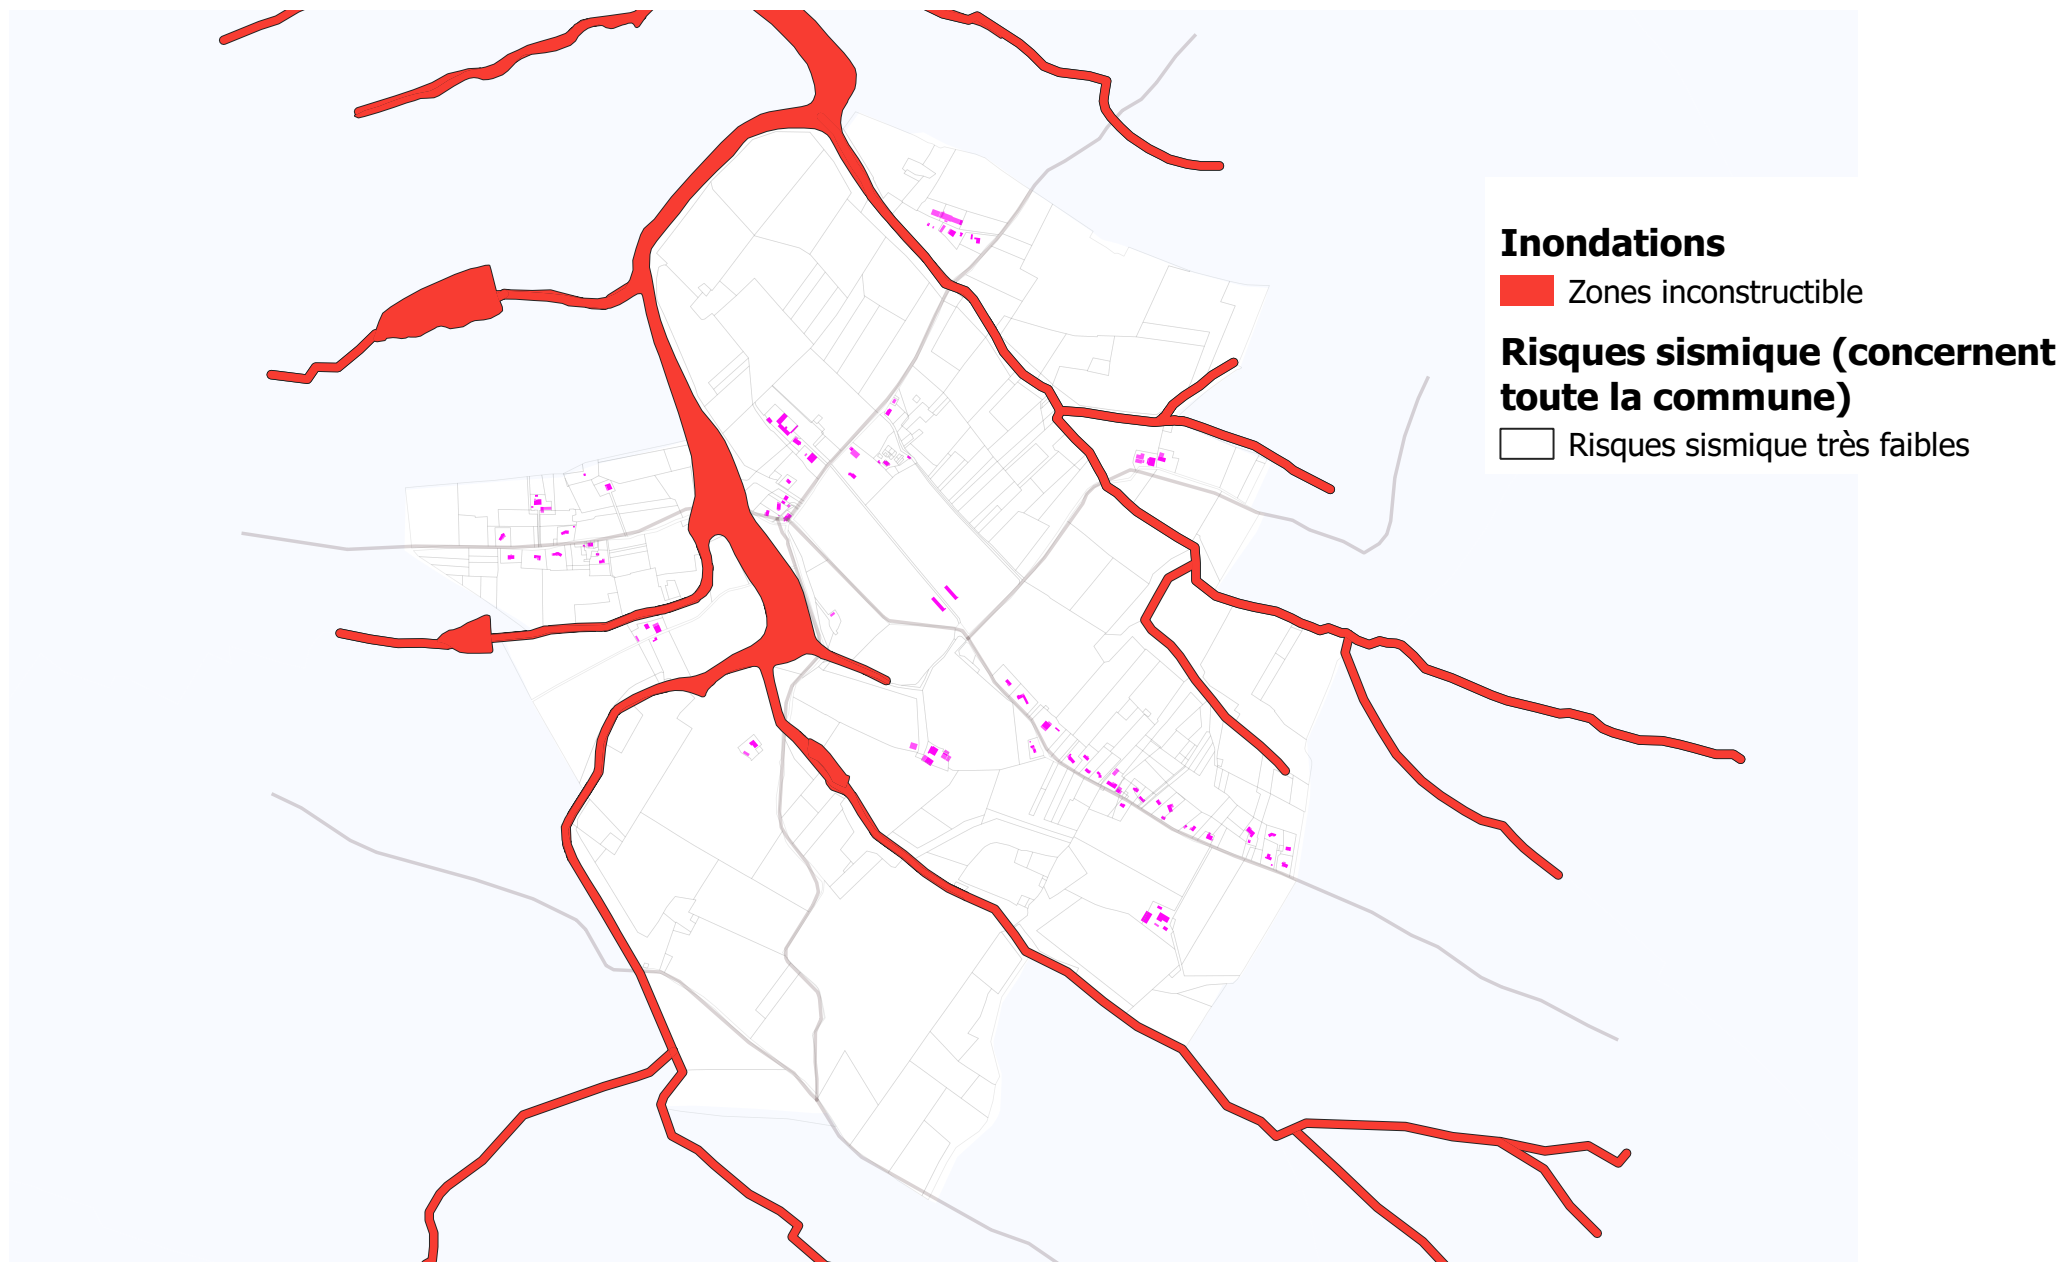 Inondations
Zones inconstructible
Risques sismique (concernent
toute la commune)
Risques sismique très faibles